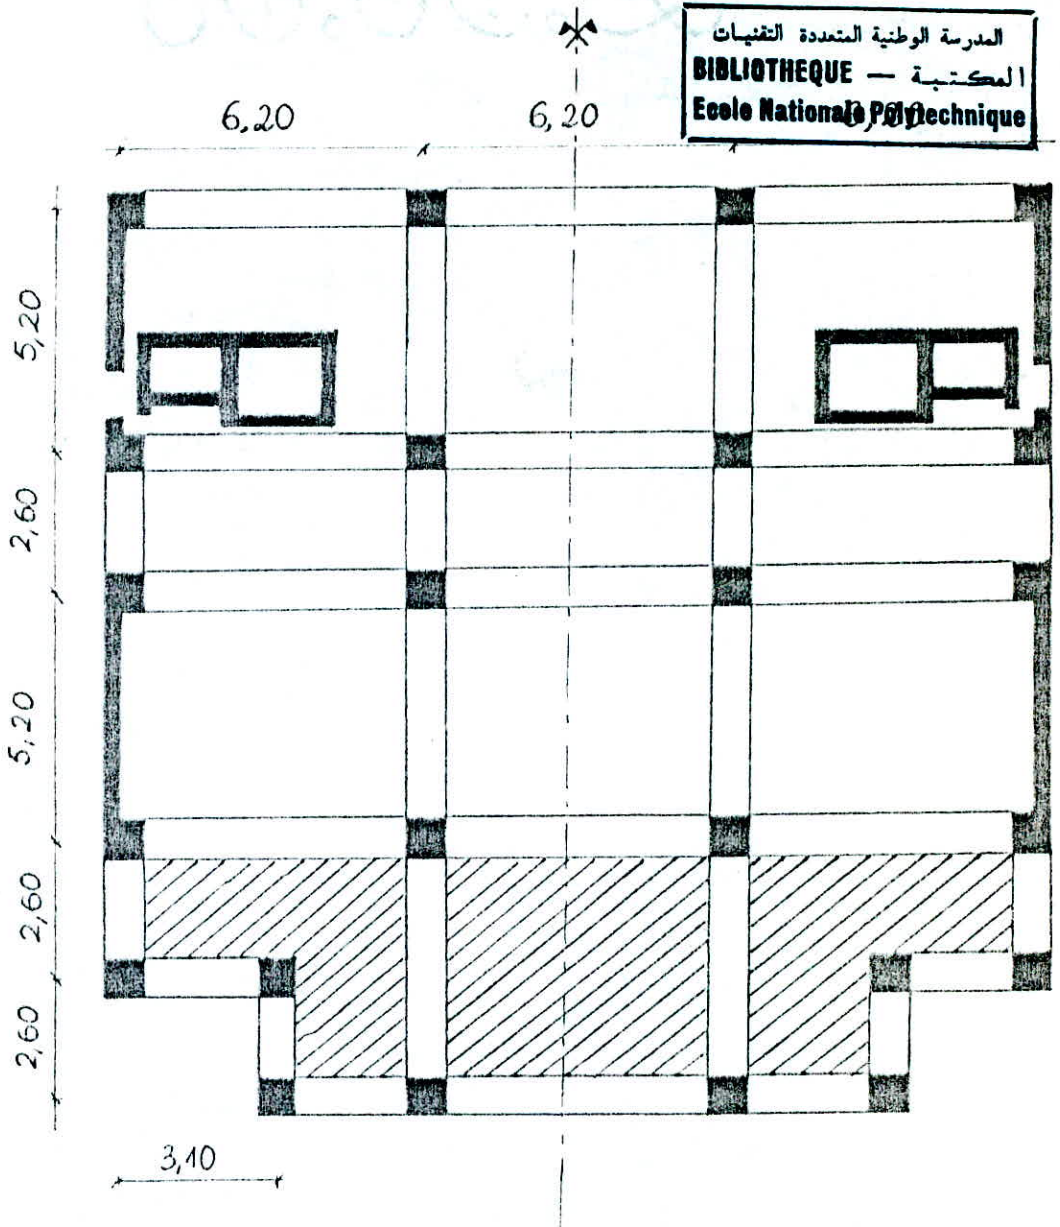 المدرسة الوطنية المتعددة التقنيات
BIBLIOTHEQUE — المكتبة
Ecole Nationale Polytechnique
6,20
6,20
5,20
2,60
5,20
2,60
2,60
3,10